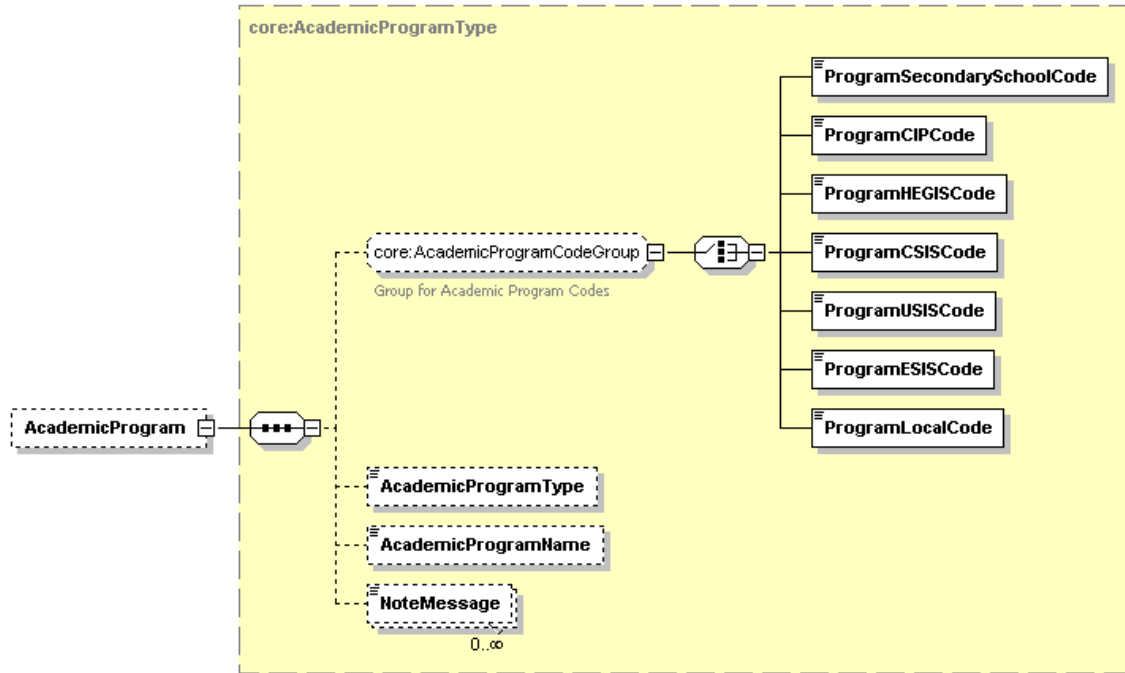 core:AcademicProgramType
ProgramSecondarySchoolCode
ProgramCIPCode
ProgramHEGISCode
core:AcademicProgramCodeGroup
ProgramCSISCode
Group for Academic Program Codes
ProgramUSISCode
ProgramESISCode
AcademicProgram
ProgramLocalCode
AcademicProgramType
AcademicProgramName
NoteMessage
0..∞